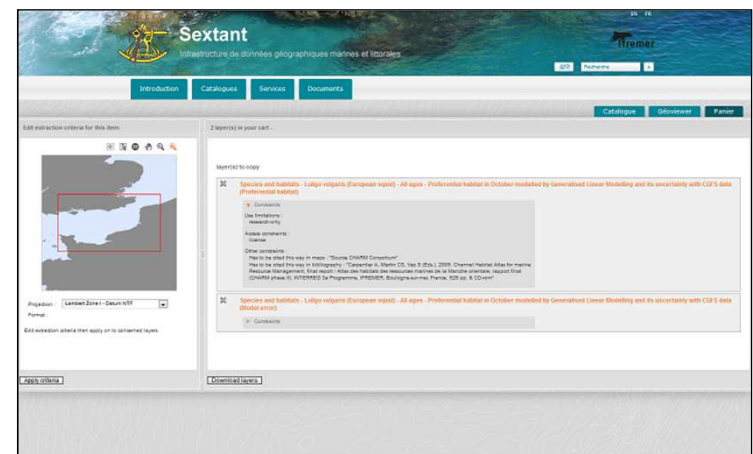 EN FR
Sextant
Infrastructure de données géographiques marines et littorales
Ifremer
Recherche
Introduction Catalogues Services Documents
Catalogue Géoviewer Panier
Edit extraction criteria for this item
2 layer(s) in your cart -
layer(s) to copy
Species and habitats - Loligo vulgaris (European squid) - All ages - Preferential habitat in October modelled by Generalised Linear Modelling and its uncertainty with CGFS data
(Preferential habitat)
Constraints
Use limitations :
research-only
Access constraints :
license
Other constraints :
Has to be cited this way in maps : "Source CHARM Consortium"
Has to be cited this way in bibliography : "Carpentier A, Martin CS, Vaz S (Eds.), 2009. Channel Habitat Atlas for marine
Resource Management, final report / Atlas des habitats des ressources marines de la Manche orientale, rapport final
(CHARM phase II). INTERREG 3a Programme, IFREMER, Boulogne-sur-mer, France. 626 pp. & CD-rom"
Species and habitats - Loligo vulgaris (European squid) - All ages - Preferential habitat in October modelled by Generalised Linear Modelling and its uncertainty with CGFS data
(Model error)
Constraints
Projection : Lambert Zone I - Datum NTF
Format :
Edit extraction criteria then apply on to concerned layers.
Apply criteria
Download layers